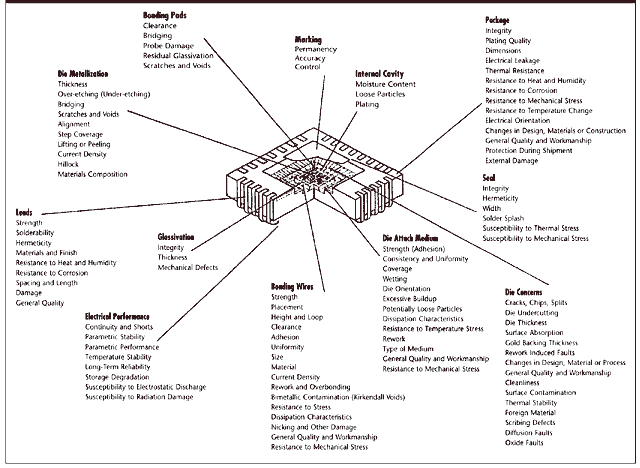 Bonding Pads
Clearance
Bridging
Probe Damage
Residual Glassivation
Scratches and Voids
Marking
Permanency
Accuracy
Control
Internal Cavity
Moisture Content
Loose Particles
Plating
Package
Integrity
Plating Quality
Dimensions
Electrical Leakage
Thermal Resistance
Resistance to Heat and Humidity
Resistance to Corrosion
Resistance to Mechanical Stress
Resistance to Temperature Change
Electrical Orientation
Changes in Design, Materials or Construction
General Quality and Workmanship
Protection During Shipment
External Damage
Die Metallization
Thickness
Over-etching (Under-etching)
Bridging
Scratches and Voids
Alignment
Step Coverage
Lifting or Peeling
Current Density
Hillock
Materials Composition
Seal
Integrity
Hermeticity
Width
Solder Splash
Susceptibility to Thermal Stress
Susceptibility to Mechanical Stress
Leads
Strength
Solderability
Hermeticity
Materials and Finish
Resistance to Heat and Humidity
Resistance to Corrosion
Spacing and Length
Damage
General Quality
Glassivation
Integrity
Thickness
Mechanical Defects
Die Attach Medium
Strength (Adhesion)
Consistency and Uniformity
Coverage
Wetting
Die Orientation
Excessive Buildup
Potentially Loose Particles
Dissipation Characteristics
Resistance to Temperature Stress
Rework
Type of Medium
General Quality and Workmanship
Resistance to Mechanical Stress
Electrical Performance
Continuity and Shorts
Parametric Stability
Parametric Performance
Temperature Stability
Long-Term Reliability
Storage Degradation
Susceptibility to Electrostatic Discharge
Susceptibility to Radiation Damage
Bonding Wires
Strength
Placement
Height and Loop
Clearance
Adhesion
Uniformity
Size
Material
Current Density
Rework and Overbonding
Bimetallic Contamination (Kirkendall Voids)
Resistance to Stress
Dissipation Characteristics
Nicking and Other Damage
General Quality and Workmanship
Resistance to Mechanical Stress
Die Concerns
Cracks, Chips, Splits
Die Undercutting
Die Thickness
Surface Absorption
Gold Backing Thickness
Rework Induced Faults
Changes in Design, Material or Process
General Quality and Workmanship
Cleanliness
Surface Contamination
Thermal Stability
Foreign Material
Scribing Defects
Diffusion Faults
Oxide Faults